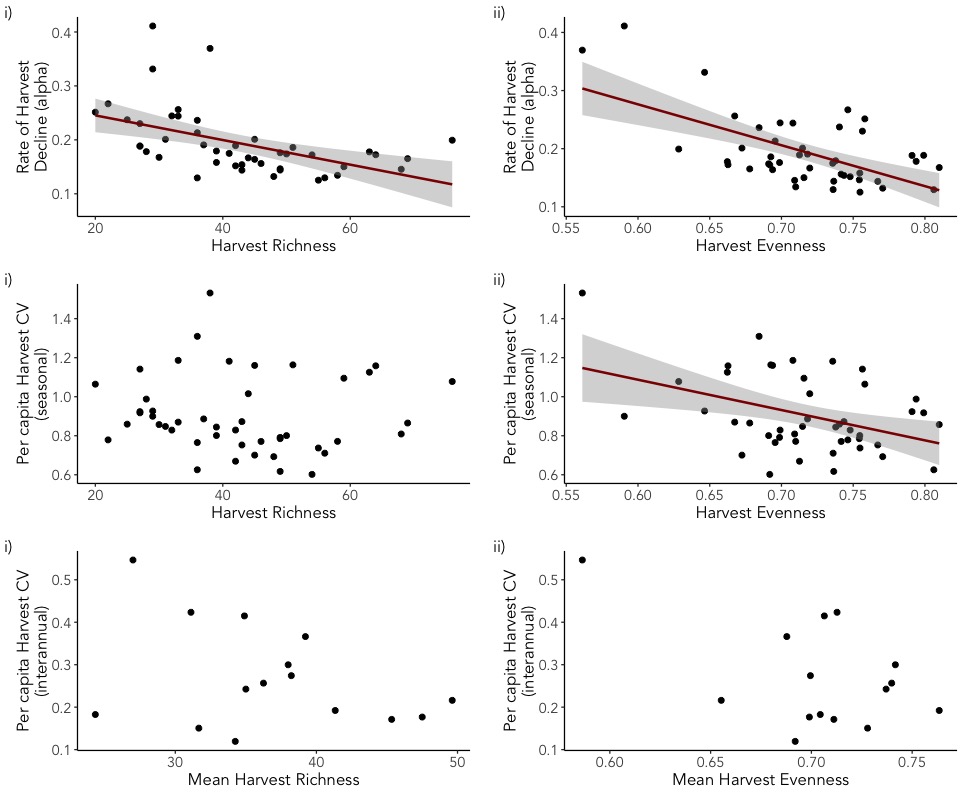 i)
ii)
Rate of Harvest
Decline (alpha)
0.4
0.3
0.2
0.1
20
40
60
Harvest Richness
Rate of Harvest
Decline (alpha)
0.4
0.3
0.2
0.1
0.55
0.60
0.65
0.70
0.75
0.80
Harvest Evenness
i)
ii)
Per capita Harvest CV
(seasonal)
1.4
1.2
1.0
0.8
0.6
20
40
60
Harvest Richness
Per capita Harvest CV
(seasonal)
1.4
1.2
1.0
0.8
0.6
0.55
0.60
0.65
0.70
0.75
0.80
Harvest Evenness
i)
ii)
Per capita Harvest CV
(interannual)
0.5
0.4
0.3
0.2
0.1
30
40
50
Mean Harvest Richness
Per capita Harvest CV
(interannual)
0.5
0.4
0.3
0.2
0.1
0.60
0.65
0.70
0.75
Mean Harvest Evenness